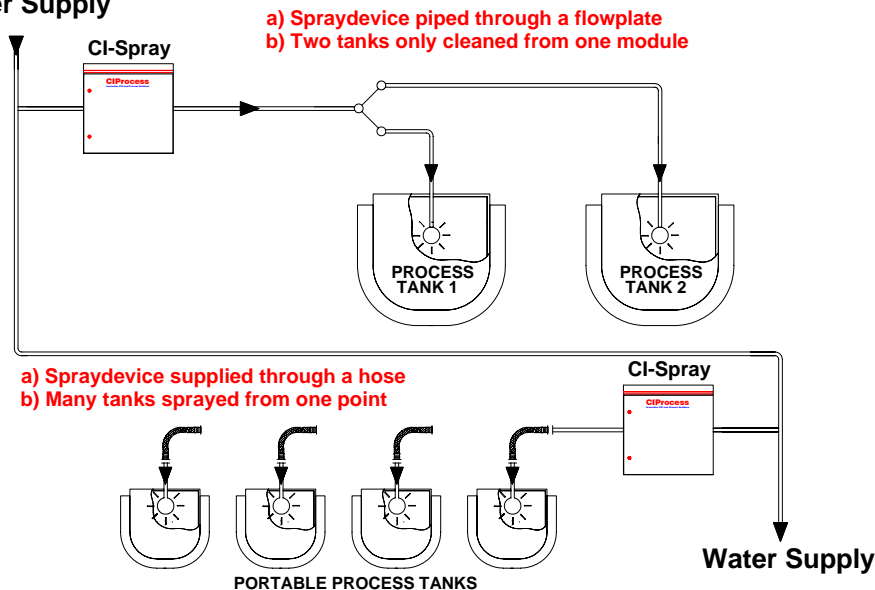 er Supply
a) Spraydevice piped through a flowplate
b) Two tanks only cleaned from one module
CI-Spray
CIProcess
PROCESS
TANK 1
PROCESS
TANK 2
a) Spraydevice supplied through a hose
b) Many tanks sprayed from one point
CI-Spray
CIProcess
Water Supply
PORTABLE PROCESS TANKS